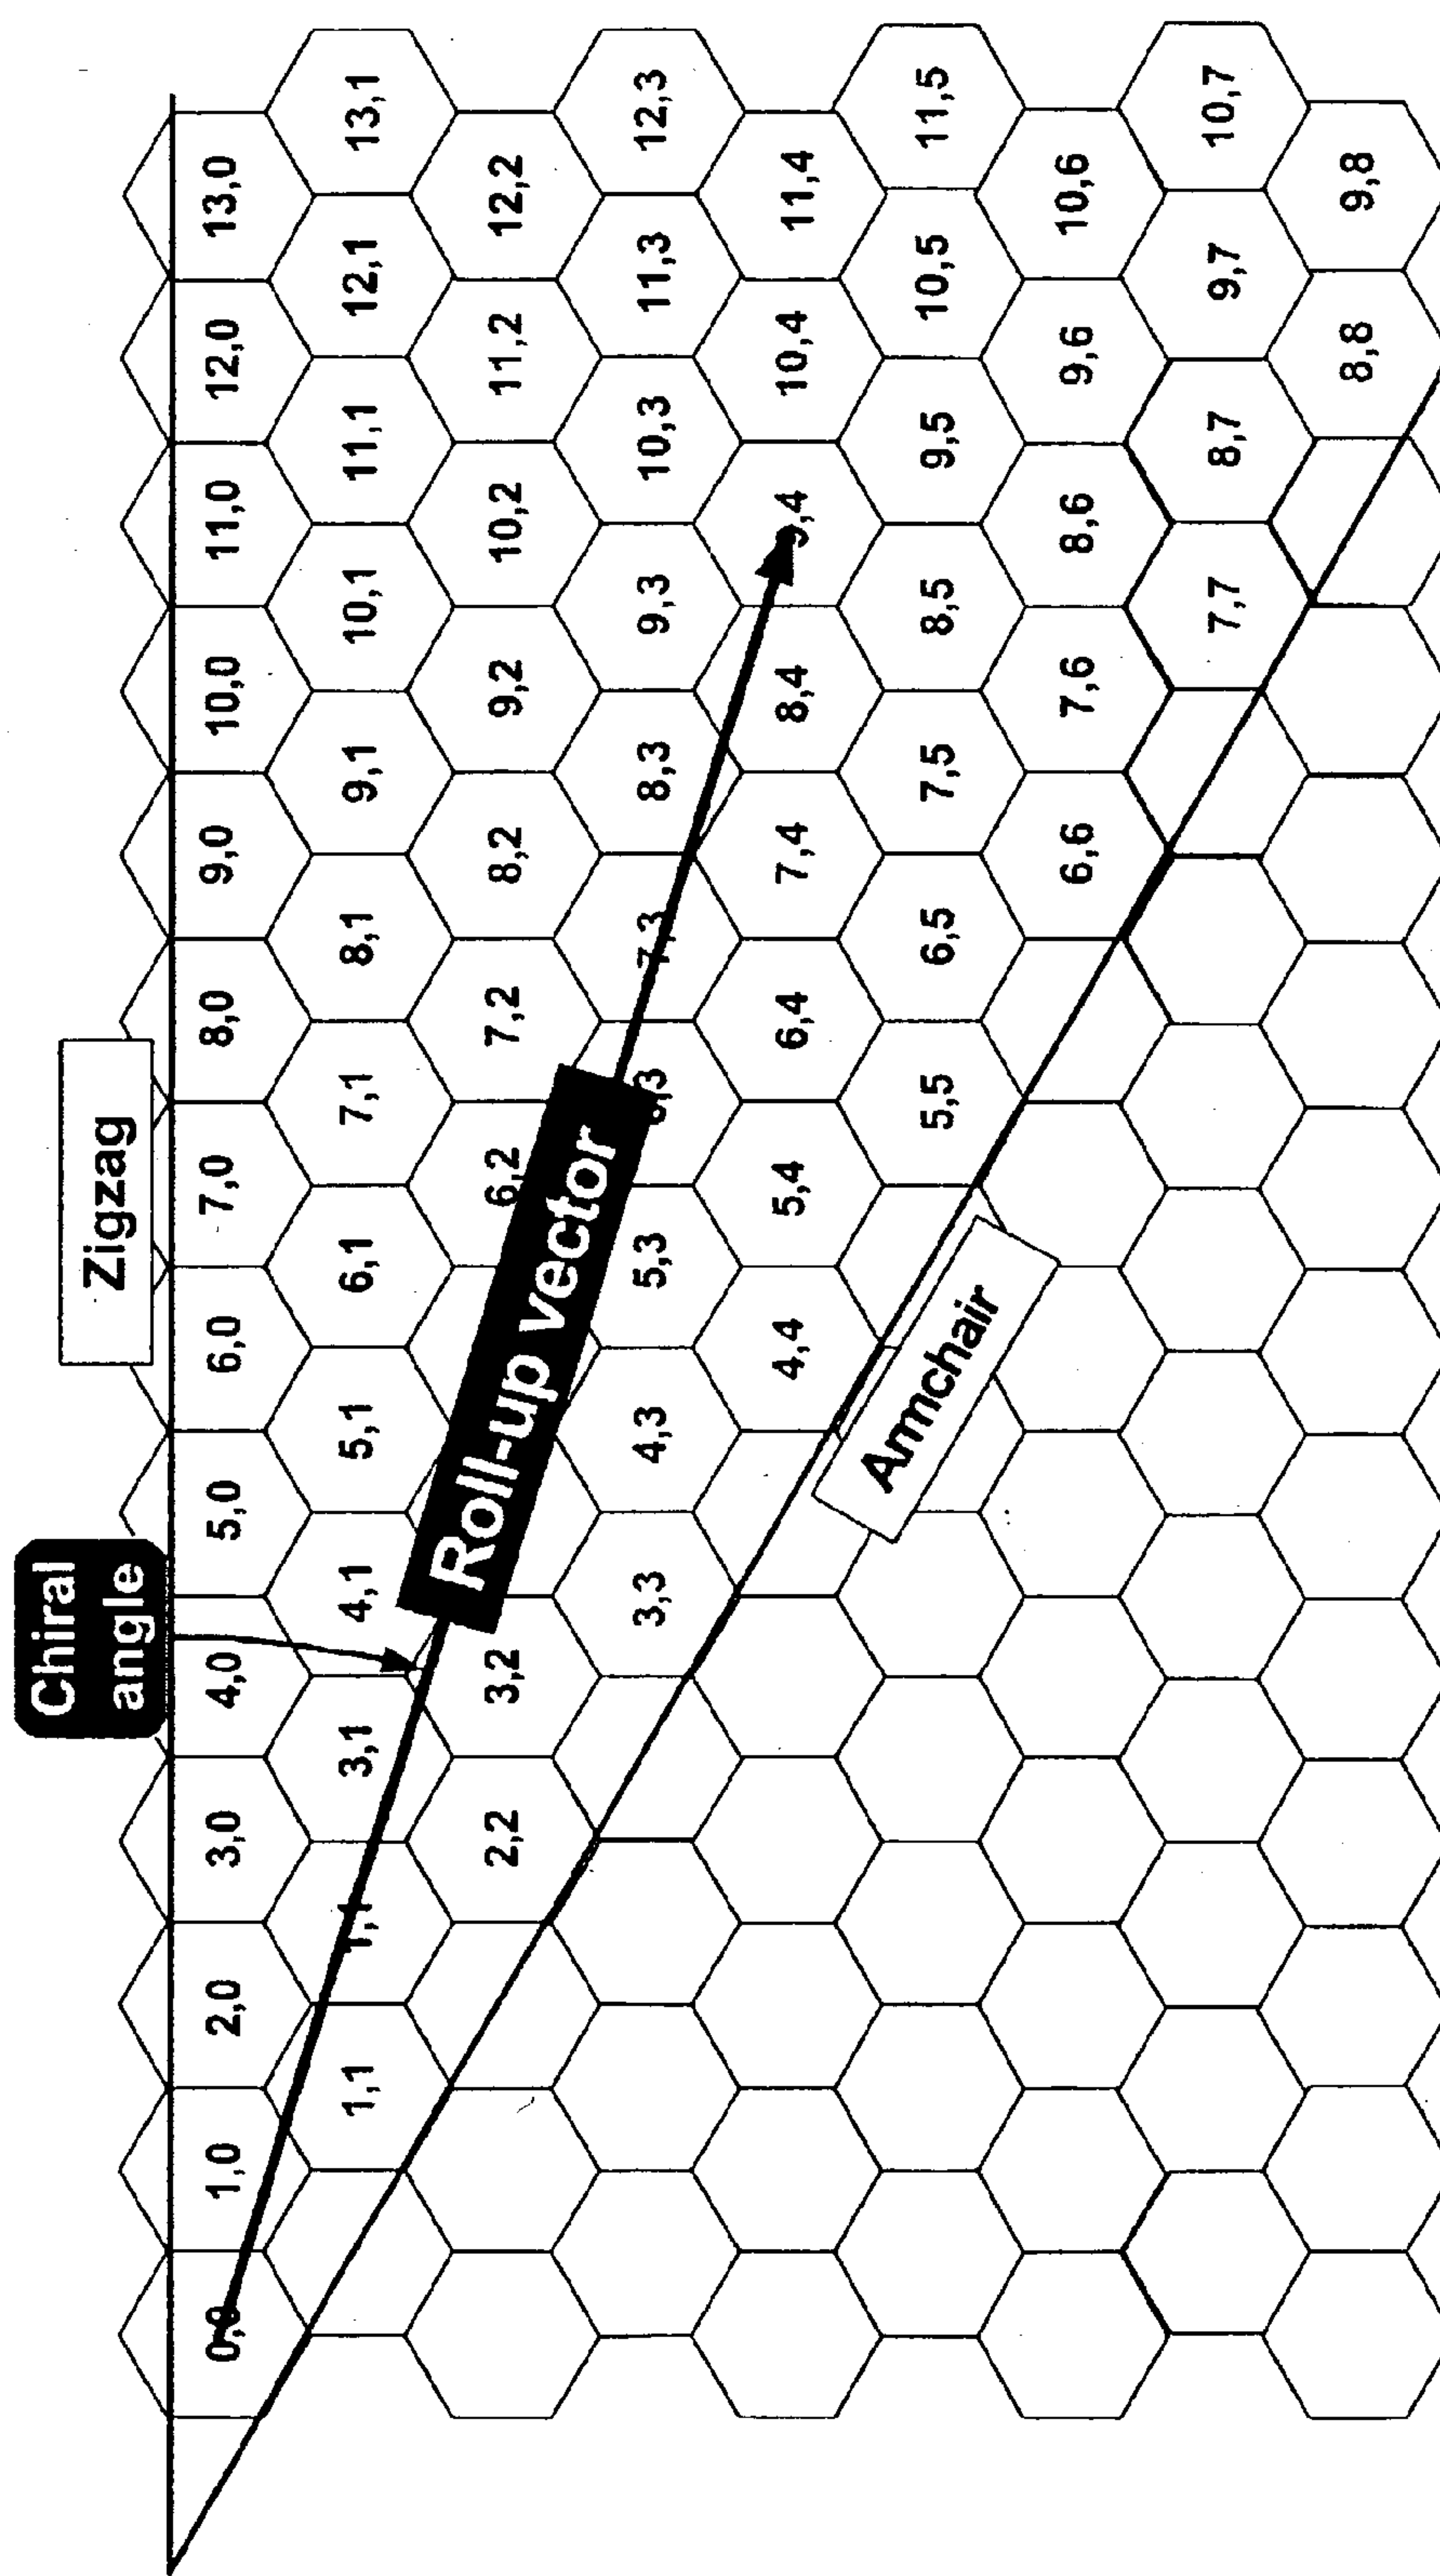 Chiral
angle
Zigzag
0,0 1,0 2,0 3,0 4,0 5,0 6,0 7,0 8,0 9,0 10,0 11,0 12,0 13,0
1,1 3,1 4,1 5,1 6,1 7,1 8,1 9,1 10,1 11,1 12,1 13,1
Roll-up vector
2,2 3,2 6,2 7,2 8,2 9,2 10,2 11,2 12,2
3,3 4,3 5,3 7,3 8,3 9,3 10,3 11,3 12,3
4,4 5,4 6,4 7,4 8,4 9,4 10,4 11,4
Armchair
5,5 6,5 7,5 8,5 9,5 10,5 11,5
6,6 7,6 8,6 9,6 10,6
7,7 8,7 9,7 10,7
8,8 9,8